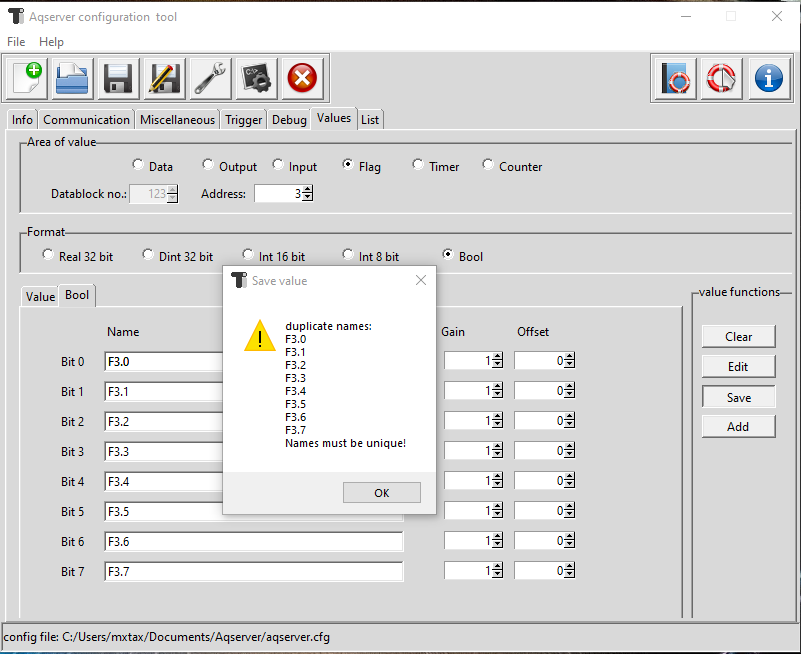 Aqserver configuration tool
File Help
Info Communication Miscellaneous Trigger Debug Values List
Area of value
Data Output Input Flag Timer Counter
Datablock no.: 123 Address: 3
Format
Real 32 bit Dint 32 bit Int 16 bit Int 8 bit Bool
Save value
duplicate names:
F3.0
F3.1
F3.2
F3.3
F3.4
F3.5
F3.6
F3.7
Names must be unique!
OK
Value Bool
Name Gain Offset
Bit 0 F3.0 1 0
Bit 1 F3.1 1 0
Bit 2 F3.2 1 0
Bit 3 F3.3 1 0
Bit 4 F3.4 1 0
Bit 5 F3.5 1 0
Bit 6 F3.6 1 0
Bit 7 F3.7 1 0
value functions
Clear
Edit
Save
Add
config file: C:/Users/mxtax/Documents/Aqserver/aqserver.cfg